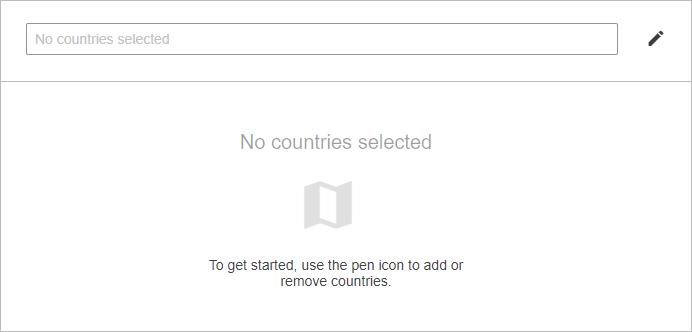 No countries selected
No countries selected
To get started, use the pen icon to add or
remove countries.